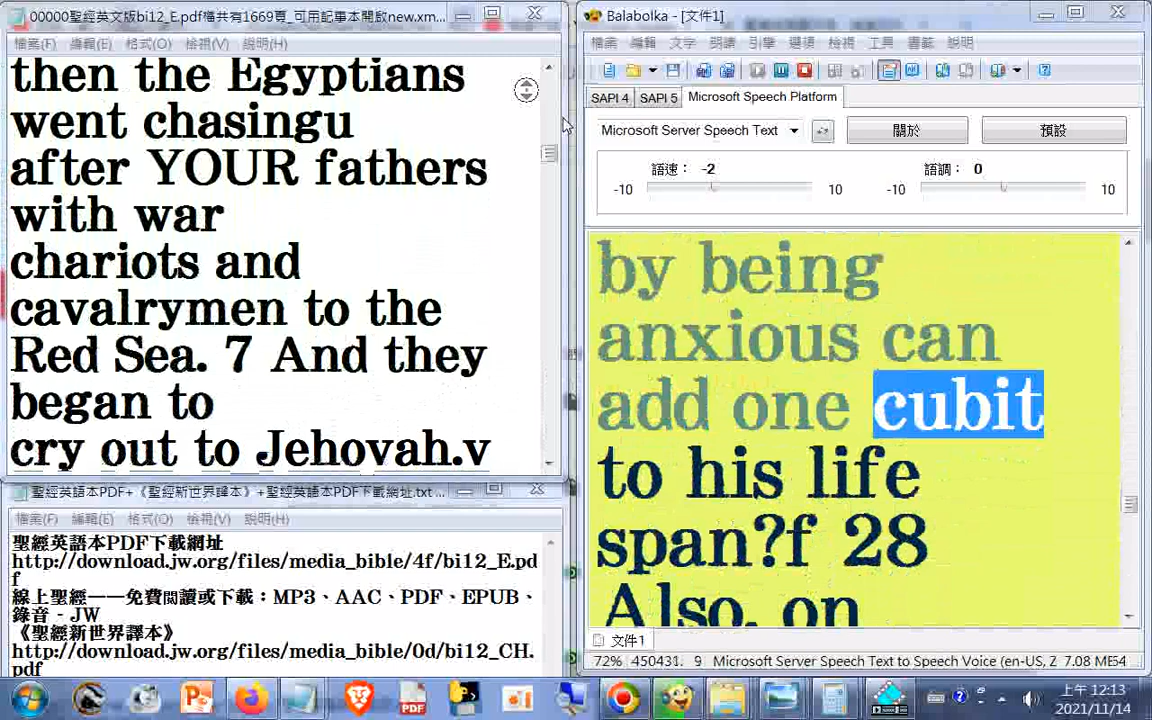 00000聖經英文版bi12_E.pdf檔共有1669頁_可用記事本開啟new.xm...
檔案(F) 編輯(E) 格式(O) 檢視(V) 說明(H)
then the Egyptians
went chasingu
after YOUR fathers
with war
chariots and
cavalrymen to the
Red Sea. 7 And they
began to
cry out to Jehovah.v
聖經英語本PDF+《聖經新世界譯本》+聖經英語本PDF下載網址.txt ...
檔案(F) 編輯(E) 格式(O) 檢視(V) 說明(H)
聖經英語本PDF下載網址
http://download.jw.org/files/media_bible/4f/bi12_E.pd
f
線上聖經——免費閱讀或下載：MP3、AAC、PDF、EPUB、
錄音 - JW
《聖經新世界譯本》
http://download.jw.org/files/media_bible/0d/bi12_CH.
pdf
Balabolka - [文件1]
檔案 編輯 文字 朗讀 引擎 選項 檢視 工具 書籤 說明
SAPI 4 SAPI 5 Microsoft Speech Platform
Microsoft Server Speech Text 關於 預設
語速： -2 語調： 0
-10 10 -10 10
by being
anxious can
add one cubit
to his life
span?f 28
Also, on
文件1
72% 450431. 9 Microsoft Server Speech Text to Speech Voice (en-US, Z 7.08 ME54
PDF
上午 12:13
2021/11/14